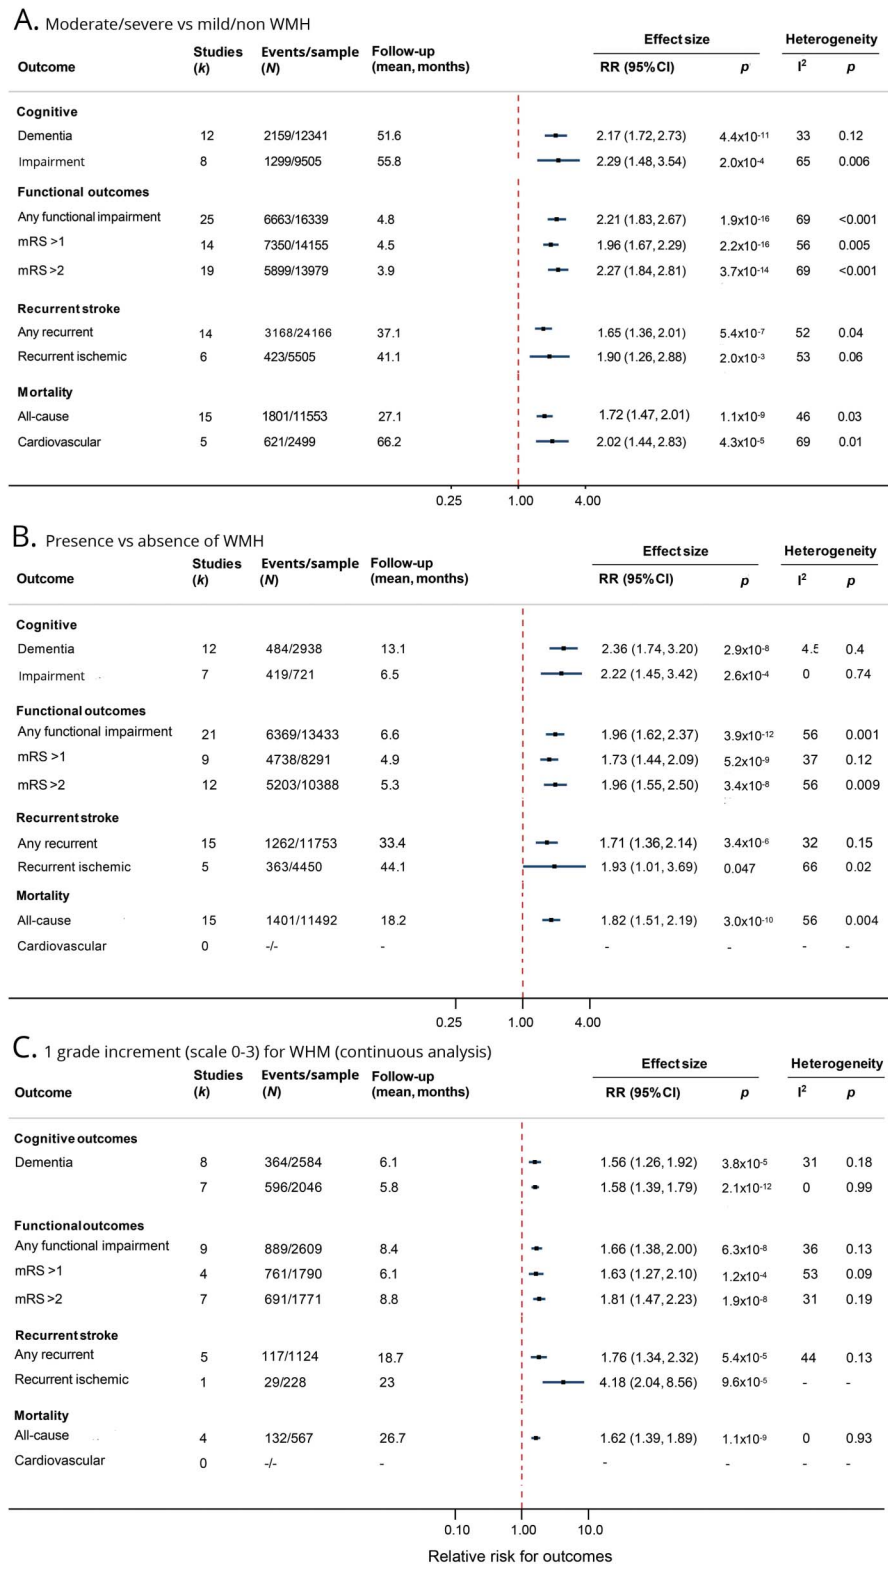 A. Moderate/severe vs mild/non WMH
Effect size Heterogeneity
Outcome Studies (k) Events/sample (N) Follow-up (mean, months) RR (95%CI) p I² p
Cognitive
Dementia 12 2159/12341 51.6 2.17 (1.72, 2.73) 4.4x10⁻¹¹ 33 0.12
Impairment 8 1299/9505 55.8 2.29 (1.48, 3.54) 2.0x10⁻⁴ 65 0.006
Functional outcomes
Any functional impairment 25 6663/16339 4.8 2.21 (1.83, 2.67) 1.9x10⁻¹⁶ 69 <0.001
mRS >1 14 7350/14155 4.5 1.96 (1.67, 2.29) 2.2x10⁻¹⁶ 56 0.005
mRS >2 19 5899/13979 3.9 2.27 (1.84, 2.81) 3.7x10⁻¹⁴ 69 <0.001
Recurrent stroke
Any recurrent 14 3168/24166 37.1 1.65 (1.36, 2.01) 5.4x10⁻⁷ 52 0.04
Recurrent ischemic 6 423/5505 41.1 1.90 (1.26, 2.88) 2.0x10⁻³ 53 0.06
Mortality
All-cause 15 1801/11553 27.1 1.72 (1.47, 2.01) 1.1x10⁻⁹ 46 0.03
Cardiovascular 5 621/2499 66.2 2.02 (1.44, 2.83) 4.3x10⁻⁵ 69 0.01
0.25 1.00 4.00
B. Presence vs absence of WMH
Effect size Heterogeneity
Outcome Studies (k) Events/sample (N) Follow-up (mean, months) RR (95%CI) p I² p
Cognitive
Dementia 12 484/2938 13.1 2.36 (1.74, 3.20) 2.9x10⁻⁸ 4.5 0.4
Impairment 7 419/721 6.5 2.22 (1.45, 3.42) 2.6x10⁻⁴ 0 0.74
Functional outcomes
Any functional impairment 21 6369/13433 6.6 1.96 (1.62, 2.37) 3.9x10⁻¹² 56 0.001
mRS >1 9 4738/8291 4.9 1.73 (1.44, 2.09) 5.2x10⁻⁹ 37 0.12
mRS >2 12 5203/10388 5.3 1.96 (1.55, 2.50) 3.4x10⁻⁸ 56 0.009
Recurrent stroke
Any recurrent 15 1262/11753 33.4 1.71 (1.36, 2.14) 3.4x10⁻⁶ 32 0.15
Recurrent ischemic 5 363/4450 44.1 1.93 (1.01, 3.69) 0.047 66 0.02
Mortality
All-cause 15 1401/11492 18.2 1.82 (1.51, 2.19) 3.0x10⁻¹⁰ 56 0.004
Cardiovascular 0 -/- - - - - -
0.25 1.00 4.00
C. 1 grade increment (scale 0-3) for WHM (continuous analysis)
Effect size Heterogeneity
Outcome Studies (k) Events/sample (N) Follow-up (mean, months) RR (95%CI) p I² p
Cognitive outcomes
Dementia 8 364/2584 6.1 1.56 (1.26, 1.92) 3.8x10⁻⁵ 31 0.18
7 596/2046 5.8 1.58 (1.39, 1.79) 2.1x10⁻¹² 0 0.99
Functional outcomes
Any functional impairment 9 889/2609 8.4 1.66 (1.38, 2.00) 6.3x10⁻⁸ 36 0.13
mRS >1 4 761/1790 6.1 1.63 (1.27, 2.10) 1.2x10⁻⁴ 53 0.09
mRS >2 7 691/1771 8.8 1.81 (1.47, 2.23) 1.9x10⁻⁸ 31 0.19
Recurrent stroke
Any recurrent 5 117/1124 18.7 1.76 (1.34, 2.32) 5.4x10⁻⁵ 44 0.13
Recurrent ischemic 1 29/228 23 4.18 (2.04, 8.56) 9.6x10⁻⁵ - -
Mortality
All-cause 4 132/567 26.7 1.62 (1.39, 1.89) 1.1x10⁻⁹ 0 0.93
Cardiovascular 0 -/- - - - - -
0.10 1.00 10.0
Relative risk for outcomes